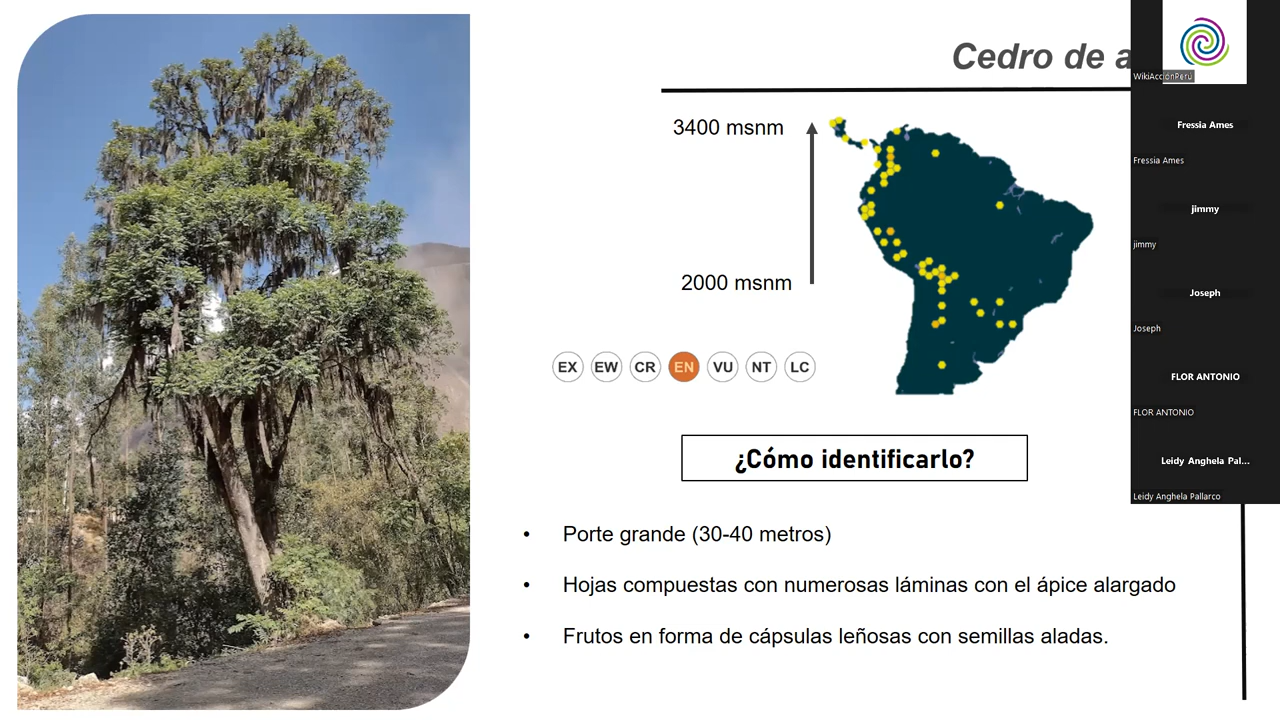 Cedro de a
3400 msnm
2000 msnm
EX EW CR EN VU NT LC
¿Cómo identificarlo?
• Porte grande (30-40 metros)
• Hojas compuestas con numerosas láminas con el ápice alargado
• Frutos en forma de cápsulas leñosas con semillas aladas.
WikiAcciónPerú
Fressia Ames
Fressia Ames
jimmy
jimmy
Joseph
Joseph
FLOR ANTONIO
FLOR ANTONIO
Leidy Anghela Pal...
Leidy Anghela Pallarco